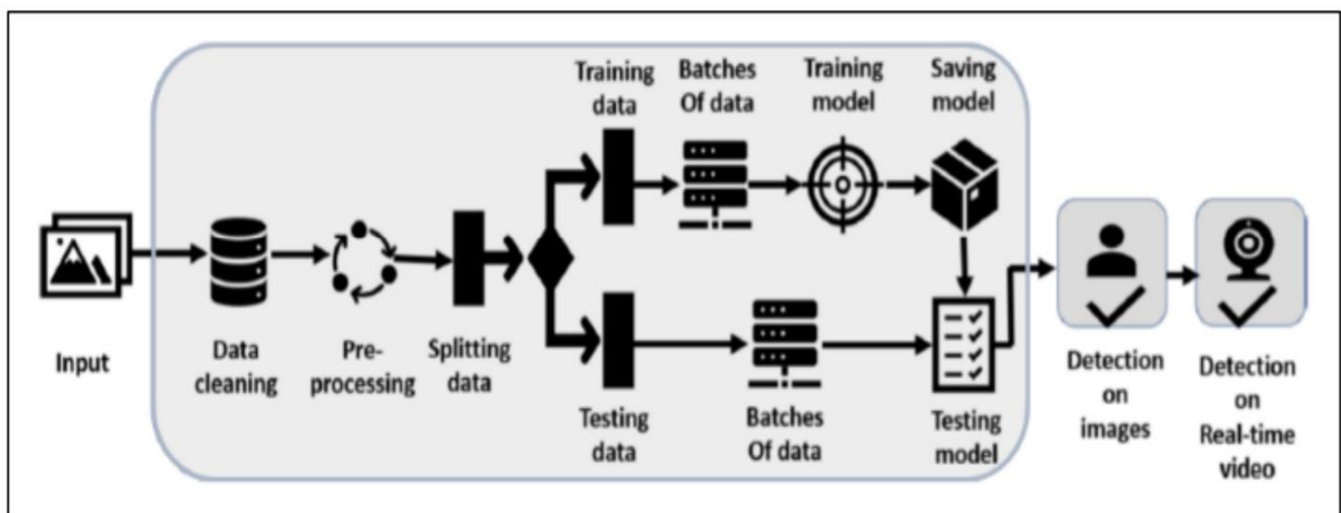 Training
data
Batches
Of data
Training
model
Saving
model
Input
Data
cleaning
Pre-
processing
Splitting
data
Testing
data
Batches
Of data
Testing
model
Detection
on
images
Detection
on
Real-time
video